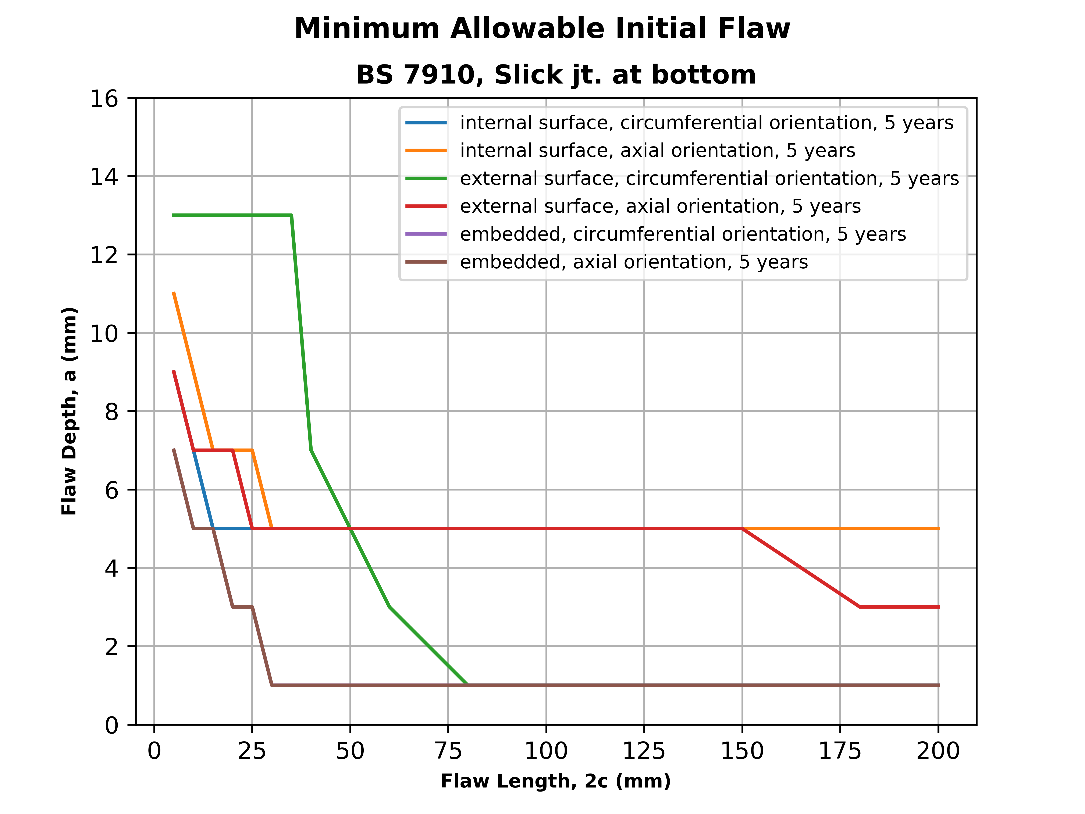 Minimum Allowable Initial Flaw
BS 7910, Slick jt. at bottom
internal surface, circumferential orientation, 5 years
internal surface, axial orientation, 5 years
external surface, circumferential orientation, 5 years
external surface, axial orientation, 5 years
embedded, circumferential orientation, 5 years
embedded, axial orientation, 5 years
16
14
12
10
8
6
4
2
0
Flaw Depth, a (mm)
0 25 50 75 100 125 150 175 200
Flaw Length, 2c (mm)